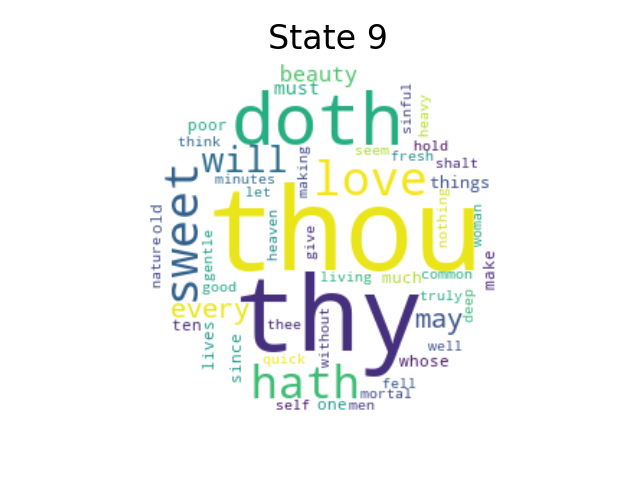 State 9
beauty
must
doth
sinful
heavy
poor
think
will
making
seem
fresh
hold
shalt
minutes
let
love
things
sweet
thou
nothing
woman
old
nature
gentle
heaven
give
good
living
much
common
make
every
thy
truly
deep
ten
thee
without
may
lives
since
quick
well
whose
hath
fell
mortal
self
one
men